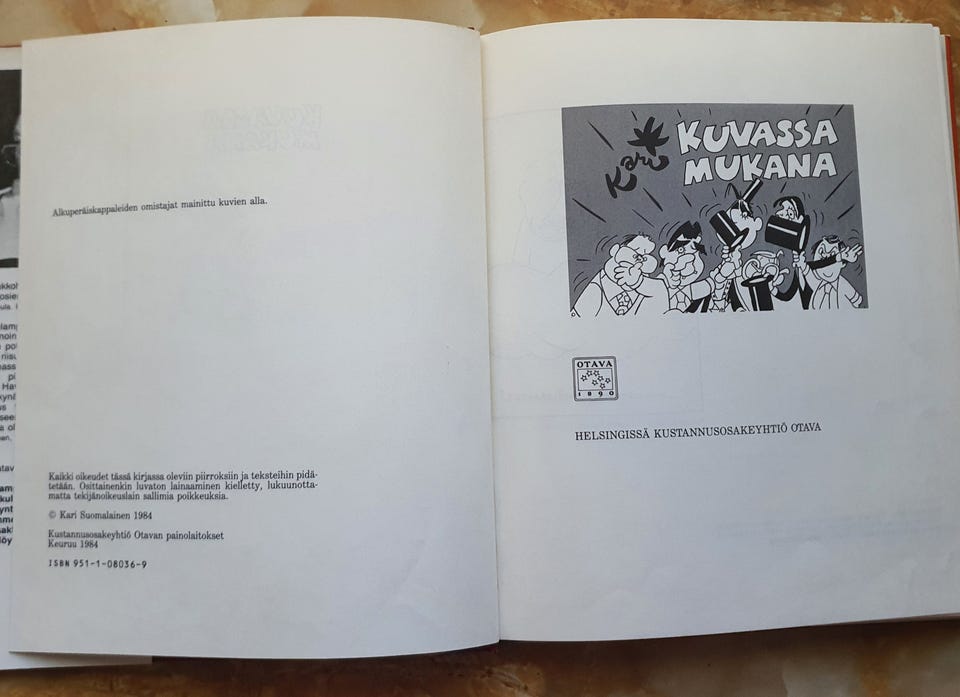 Alkuperäiskappaleiden omistajat mainittu kuvien alla.
Kaikki oikeudet tässä kirjassa oleviin piirroksiin ja teksteihin pidä-
tetään. Osittainenkin luvaton lainaaminen kielletty, lukuunotta-
matta tekijänoikeuslain sallimia poikkeuksia.
© Kari Suomalainen 1984
Kustannusosakeyhtiö Otavan painolaitokset
Keuruu 1984
ISBN 951-1-08036-9
Kari
KUVASSA
MUKANA
OTAVA
1890
HELSINGISSÄ KUSTANNUSOSAKEYHTIÖ OTAVA